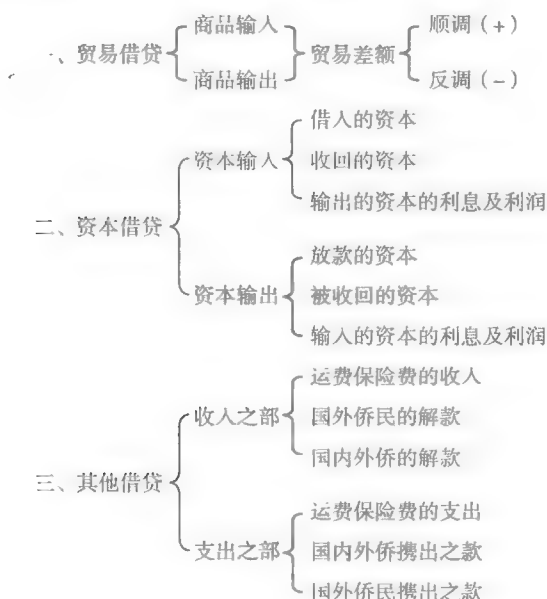 一、贸易借贷
商品输入
商品输出
贸易差额
顺调（+）
反调（-）
二、资本借贷
资本输入
借入的资本
收回的资本
输出的资本的利息及利润
资本输出
放款的资本
被收回的资本
输入的资本的利息及利润
三、其他借贷
收入之部
运费保险费的收入
国外侨民的解款
国内外侨的解款
支出之部
运费保险费的支出
国内外侨携出之款
国外侨民携出之款